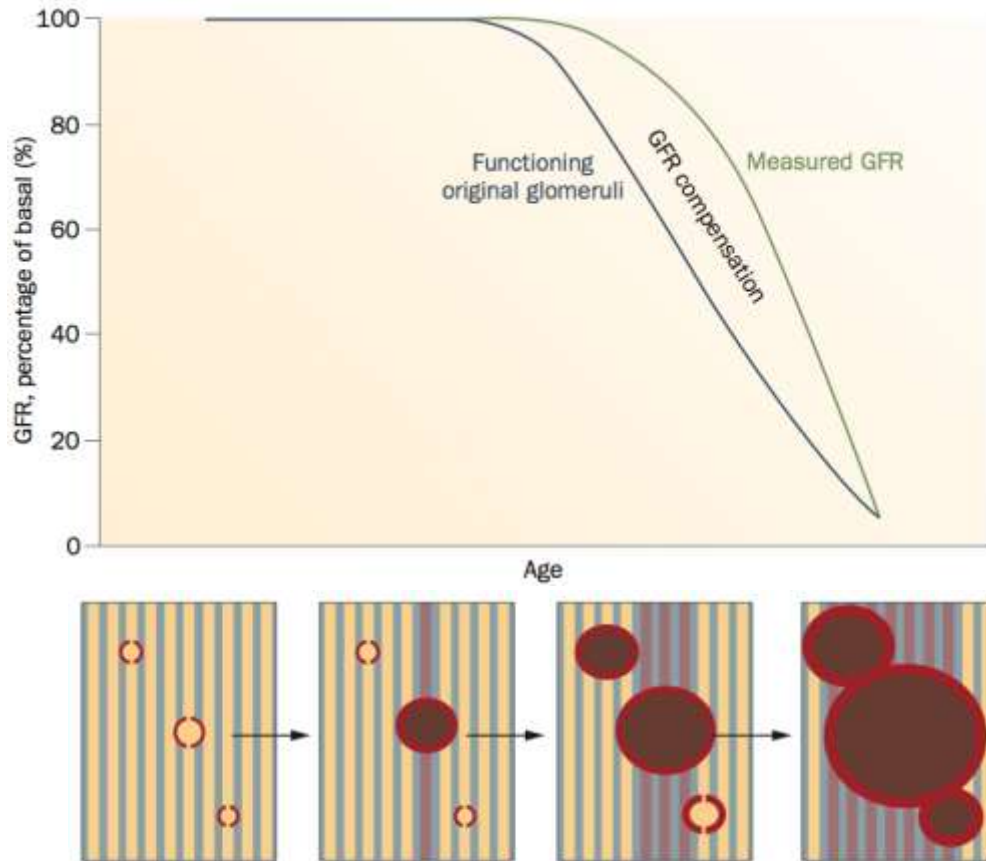 100
80
60
40
20
0
GFR, percentage of basal (%)
Functioning
original glomeruli
GFR compensation
Measured GFR
Age